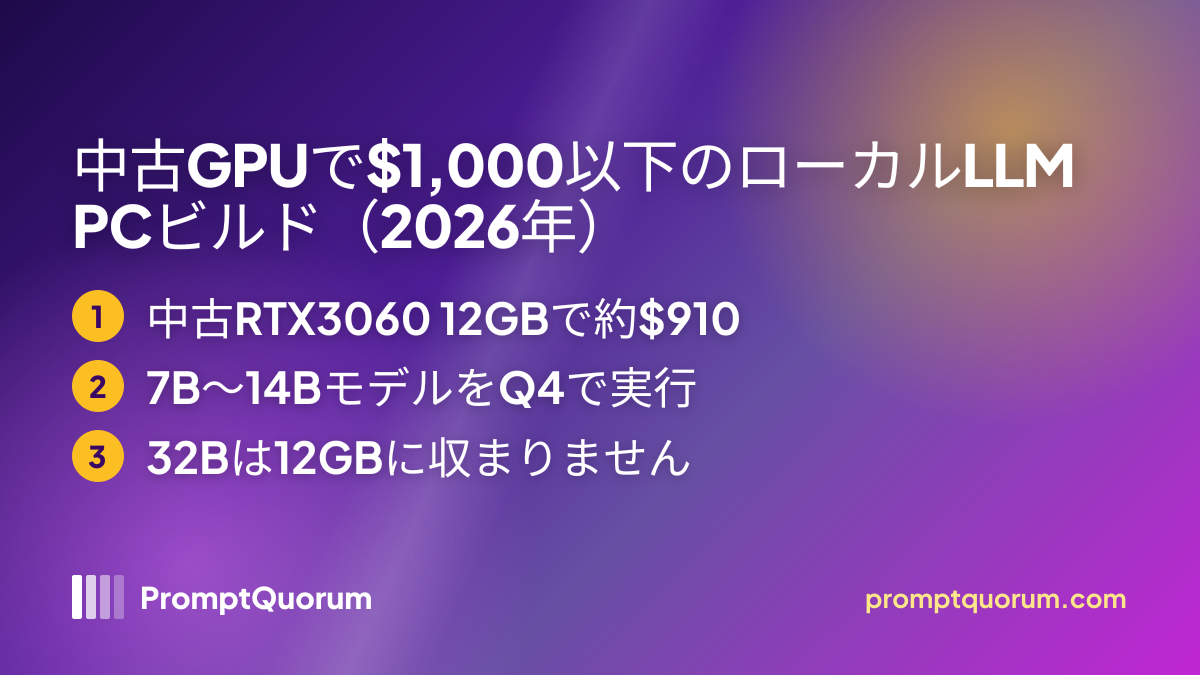 中古GPUで$1,000以下のローカルLLM
PCビルド（2026年）
1 中古RTX3060 12GBで約$910
2 7B〜14BモデルをQ4で実行
3 32Bは12GBに収まりません
PromptQuorum
promptquorum.com